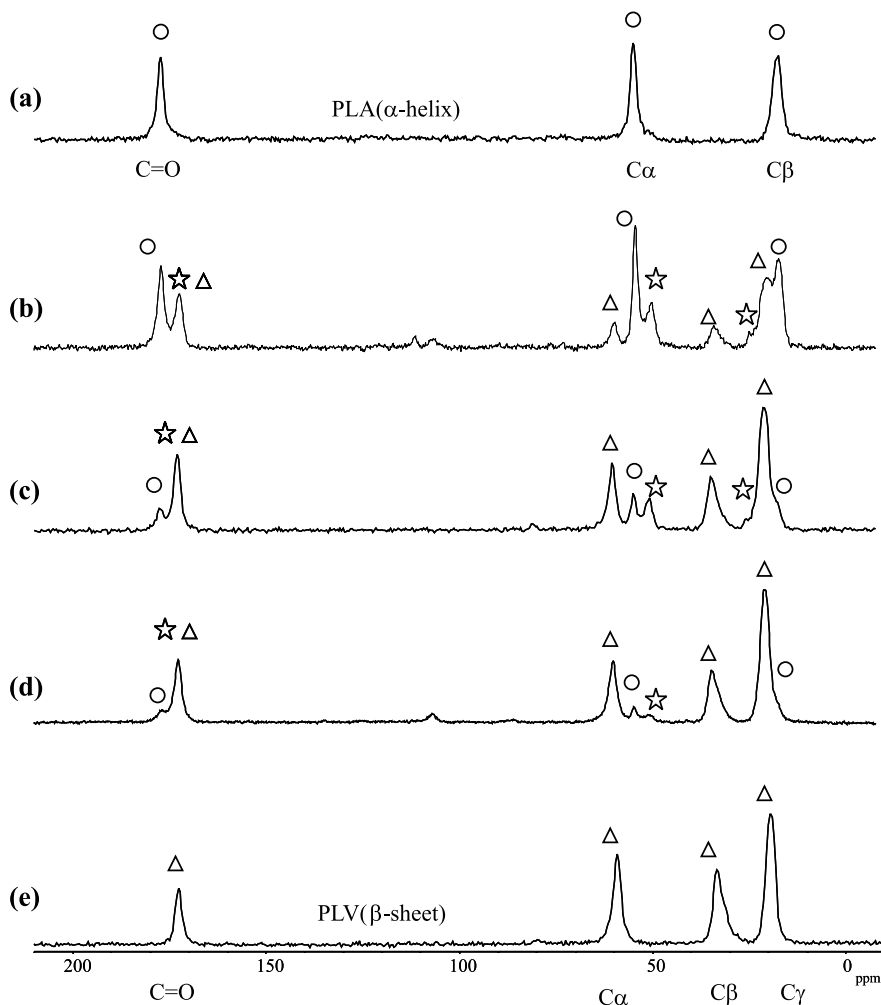 (a)
PLA(α-helix)
C=O Cα Cβ
(b)
(c)
(d)
(e)
PLV(β-sheet)
200 150 100 50 0 ppm
C=O Cα Cβ Cγ